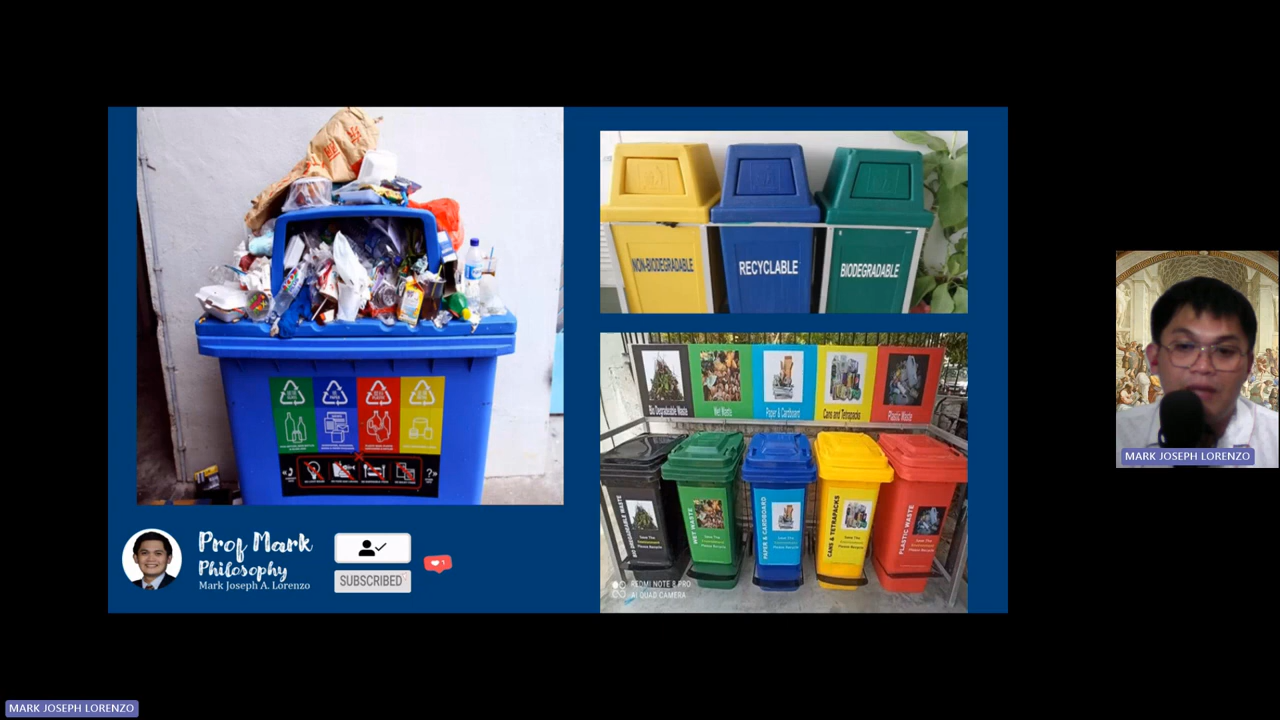 NON-BIODEGRADABLE
RECYCLABLE
BIODEGRADABLE
Bio Degradeable Waste
Wet Waste
Paper & Cardboard
Cans and Tetrapacks
Plastic Waste
WET WASTE
PAPER & CARDBOARD
CANS & TETRAPACKS
PLASTIC WASTE
REDMI NOTE 8 PRO
AI QUAD CAMERA
Prof Mark
Philosophy
Mark Joseph A. Lorenzo
SUBSCRIBED
MARK JOSEPH LORENZO
MARK JOSEPH LORENZO